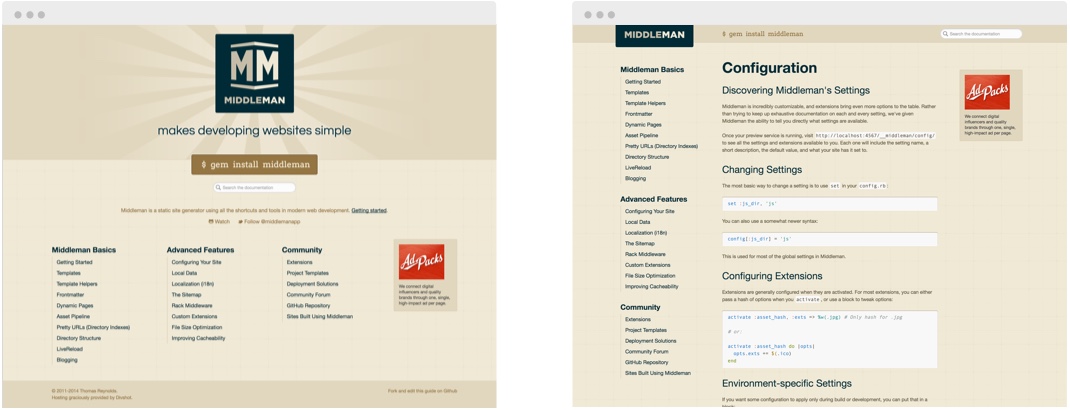 MM
MIDDLEMAN
makes developing websites simple
$ gem install middleman
Search the documentation
Middleman is a static site generator using all the shortcuts and tools in modern web development. Getting started.
Watch Follow @middlemanapp
Middleman Basics
Getting Started
Templates
Template Helpers
Frontmatter
Dynamic Pages
Asset Pipeline
Pretty URLs (Directory Indexes)
Directory Structure
LiveReload
Blogging
Advanced Features
Configuring Your Site
Local Data
Localization (i18n)
The Sitemap
Rack Middleware
Custom Extensions
File Size Optimization
Improving Cacheability
Community
Extensions
Project Templates
Deployment Solutions
Community Forum
GitHub Repository
Sites Built Using Middleman
Ad Packs
We connect digital
influencers and quality
brands through one, single,
high-impact ad per page.
© 2011-2014 Thomas Reynolds.
Hosting graciously provided by Divshot.
Fork and edit this guide on Github
MIDDLEMAN
$ gem install middleman
Search the documentation
Middleman Basics
Getting Started
Templates
Template Helpers
Frontmatter
Dynamic Pages
Asset Pipeline
Pretty URLs (Directory Indexes)
Directory Structure
LiveReload
Blogging
Advanced Features
Configuring Your Site
Local Data
Localization (i18n)
The Sitemap
Rack Middleware
Custom Extensions
File Size Optimization
Improving Cacheability
Community
Extensions
Project Templates
Deployment Solutions
Community Forum
GitHub Repository
Sites Built Using Middleman
Configuration
Discovering Middleman's Settings
Middleman is incredibly customizable, and extensions bring even more options to the table. Rather
than trying to keep up exhaustive documentation on each and every setting, we've given
Middleman the ability to tell you directly what settings are available.
Once your preview service is running, visit http://localhost:4567/__middleman/config/
to see all the settings and extensions available to you. Each one will include the setting name, a
short description, the default value, and what your site has it set to.
Changing Settings
The most basic way to change a setting is to use set in your config.rb:
set :js_dir, 'js'
You can also use a somewhat newer syntax:
config[:js_dir] = 'js'
This is used for most of the global settings in Middleman.
Configuring Extensions
Extensions are generally configured when they are activated. For most extensions, you can either
pass a hash of options when you activate, or use a block to tweak options:
activate :asset_hash, :exts => %w(.jpg) # Only hash for .jpg
# or:
activate :asset_hash do |opts|
opts.exts += $(.ico)
end
Environment-specific Settings
If you want some configuration to apply only during build or development, you can put that in a
Ad Packs
We connect digital
influencers and quality
brands through one, single,
high-impact ad per page.